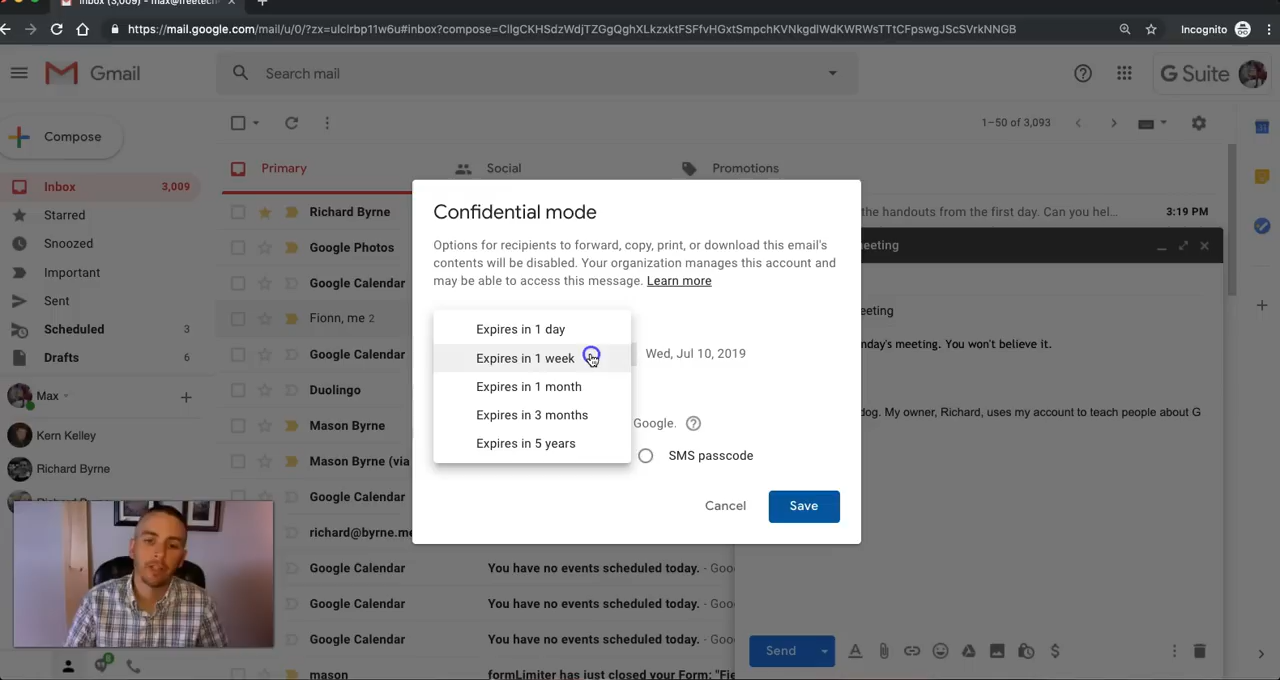 Inbox (3,009) - max@freetech
https://mail.google.com/mail/u/0/?zx=ulclrbp11w6u#inbox?compose=CllgCKHSdzWdjTZGgQghXLkzxktFSFfvHGxtSmpchKVNkgdlWdKWRWsTTtCFpswgJScSVrkNNGB
Incognito
Gmail
Search mail
G Suite
Compose
1–50 of 3,093
Primary
Social
Promotions
Inbox 3,009
Starred
Snoozed
Important
Sent
Scheduled 3
Drafts 6
Max
Kern Kelley
Richard Byrne
Richard Byrne
the handouts from the first day. Can you hel... 3:19 PM
Google Photos
Google Calendar
Fionn, me 2
Google Calendar
Duolingo
Mason Byrne
Mason Byrne (via
Google Calendar
richard@byrne.me
Google Calendar You have no events scheduled today. - Goo
Google Calendar You have no events scheduled today. - Goo
Google Calendar You have no events scheduled today. - Goo
mason formLimiter has just closed your Form: "Fie
Confidential mode
Options for recipients to forward, copy, print, or download this email's
contents will be disabled. Your organization manages this account and
may be able to access this message. Learn more
Expires in 1 day
Expires in 1 week
Expires in 1 month
Expires in 3 months
Expires in 5 years
Wed, Jul 10, 2019
Google.
SMS passcode
Cancel
Save
eeting
eeting
nday's meeting. You won't believe it.
dog. My owner, Richard, uses my account to teach people about G
Send
8